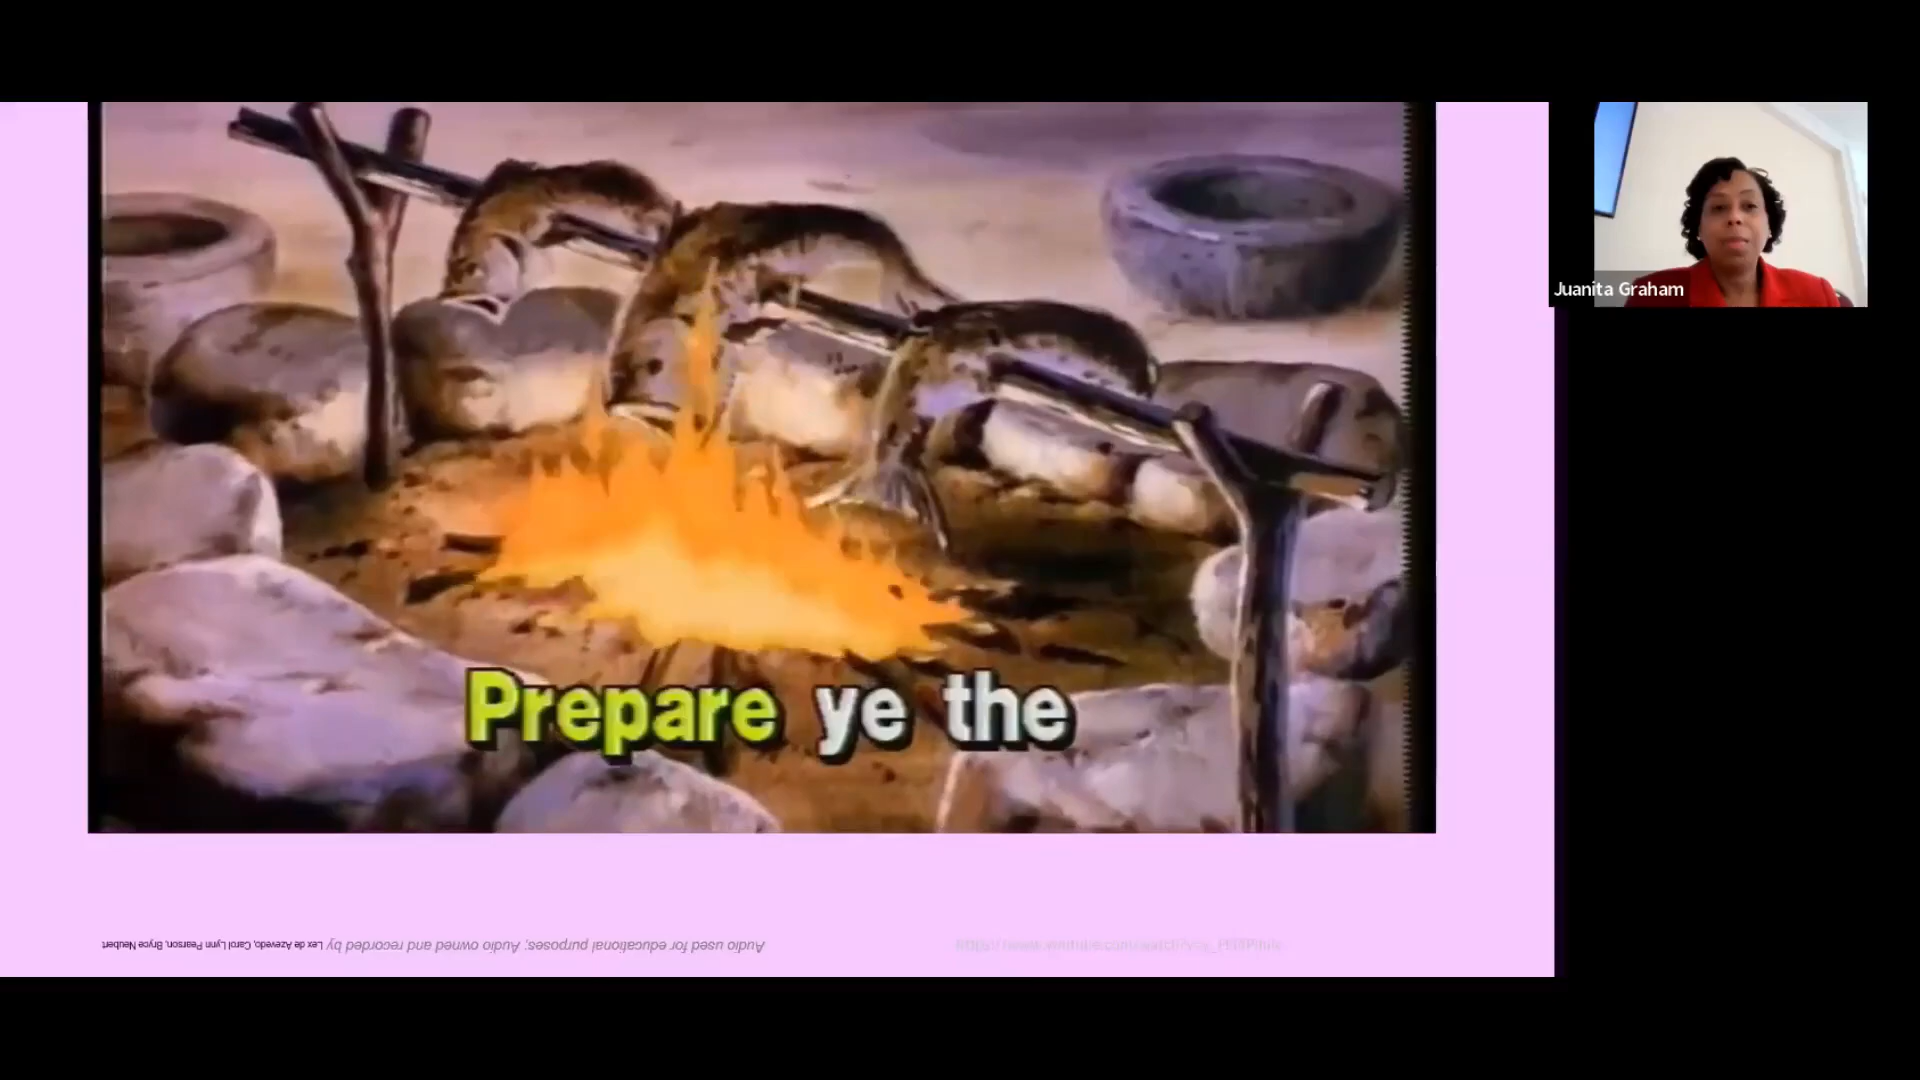 Juanita Graham
Prepare ye the
Audio used for educational purposes; Audio owned and recorded by Lex de Azevedo, Carol Lynn Pearson, Bryce Neubert